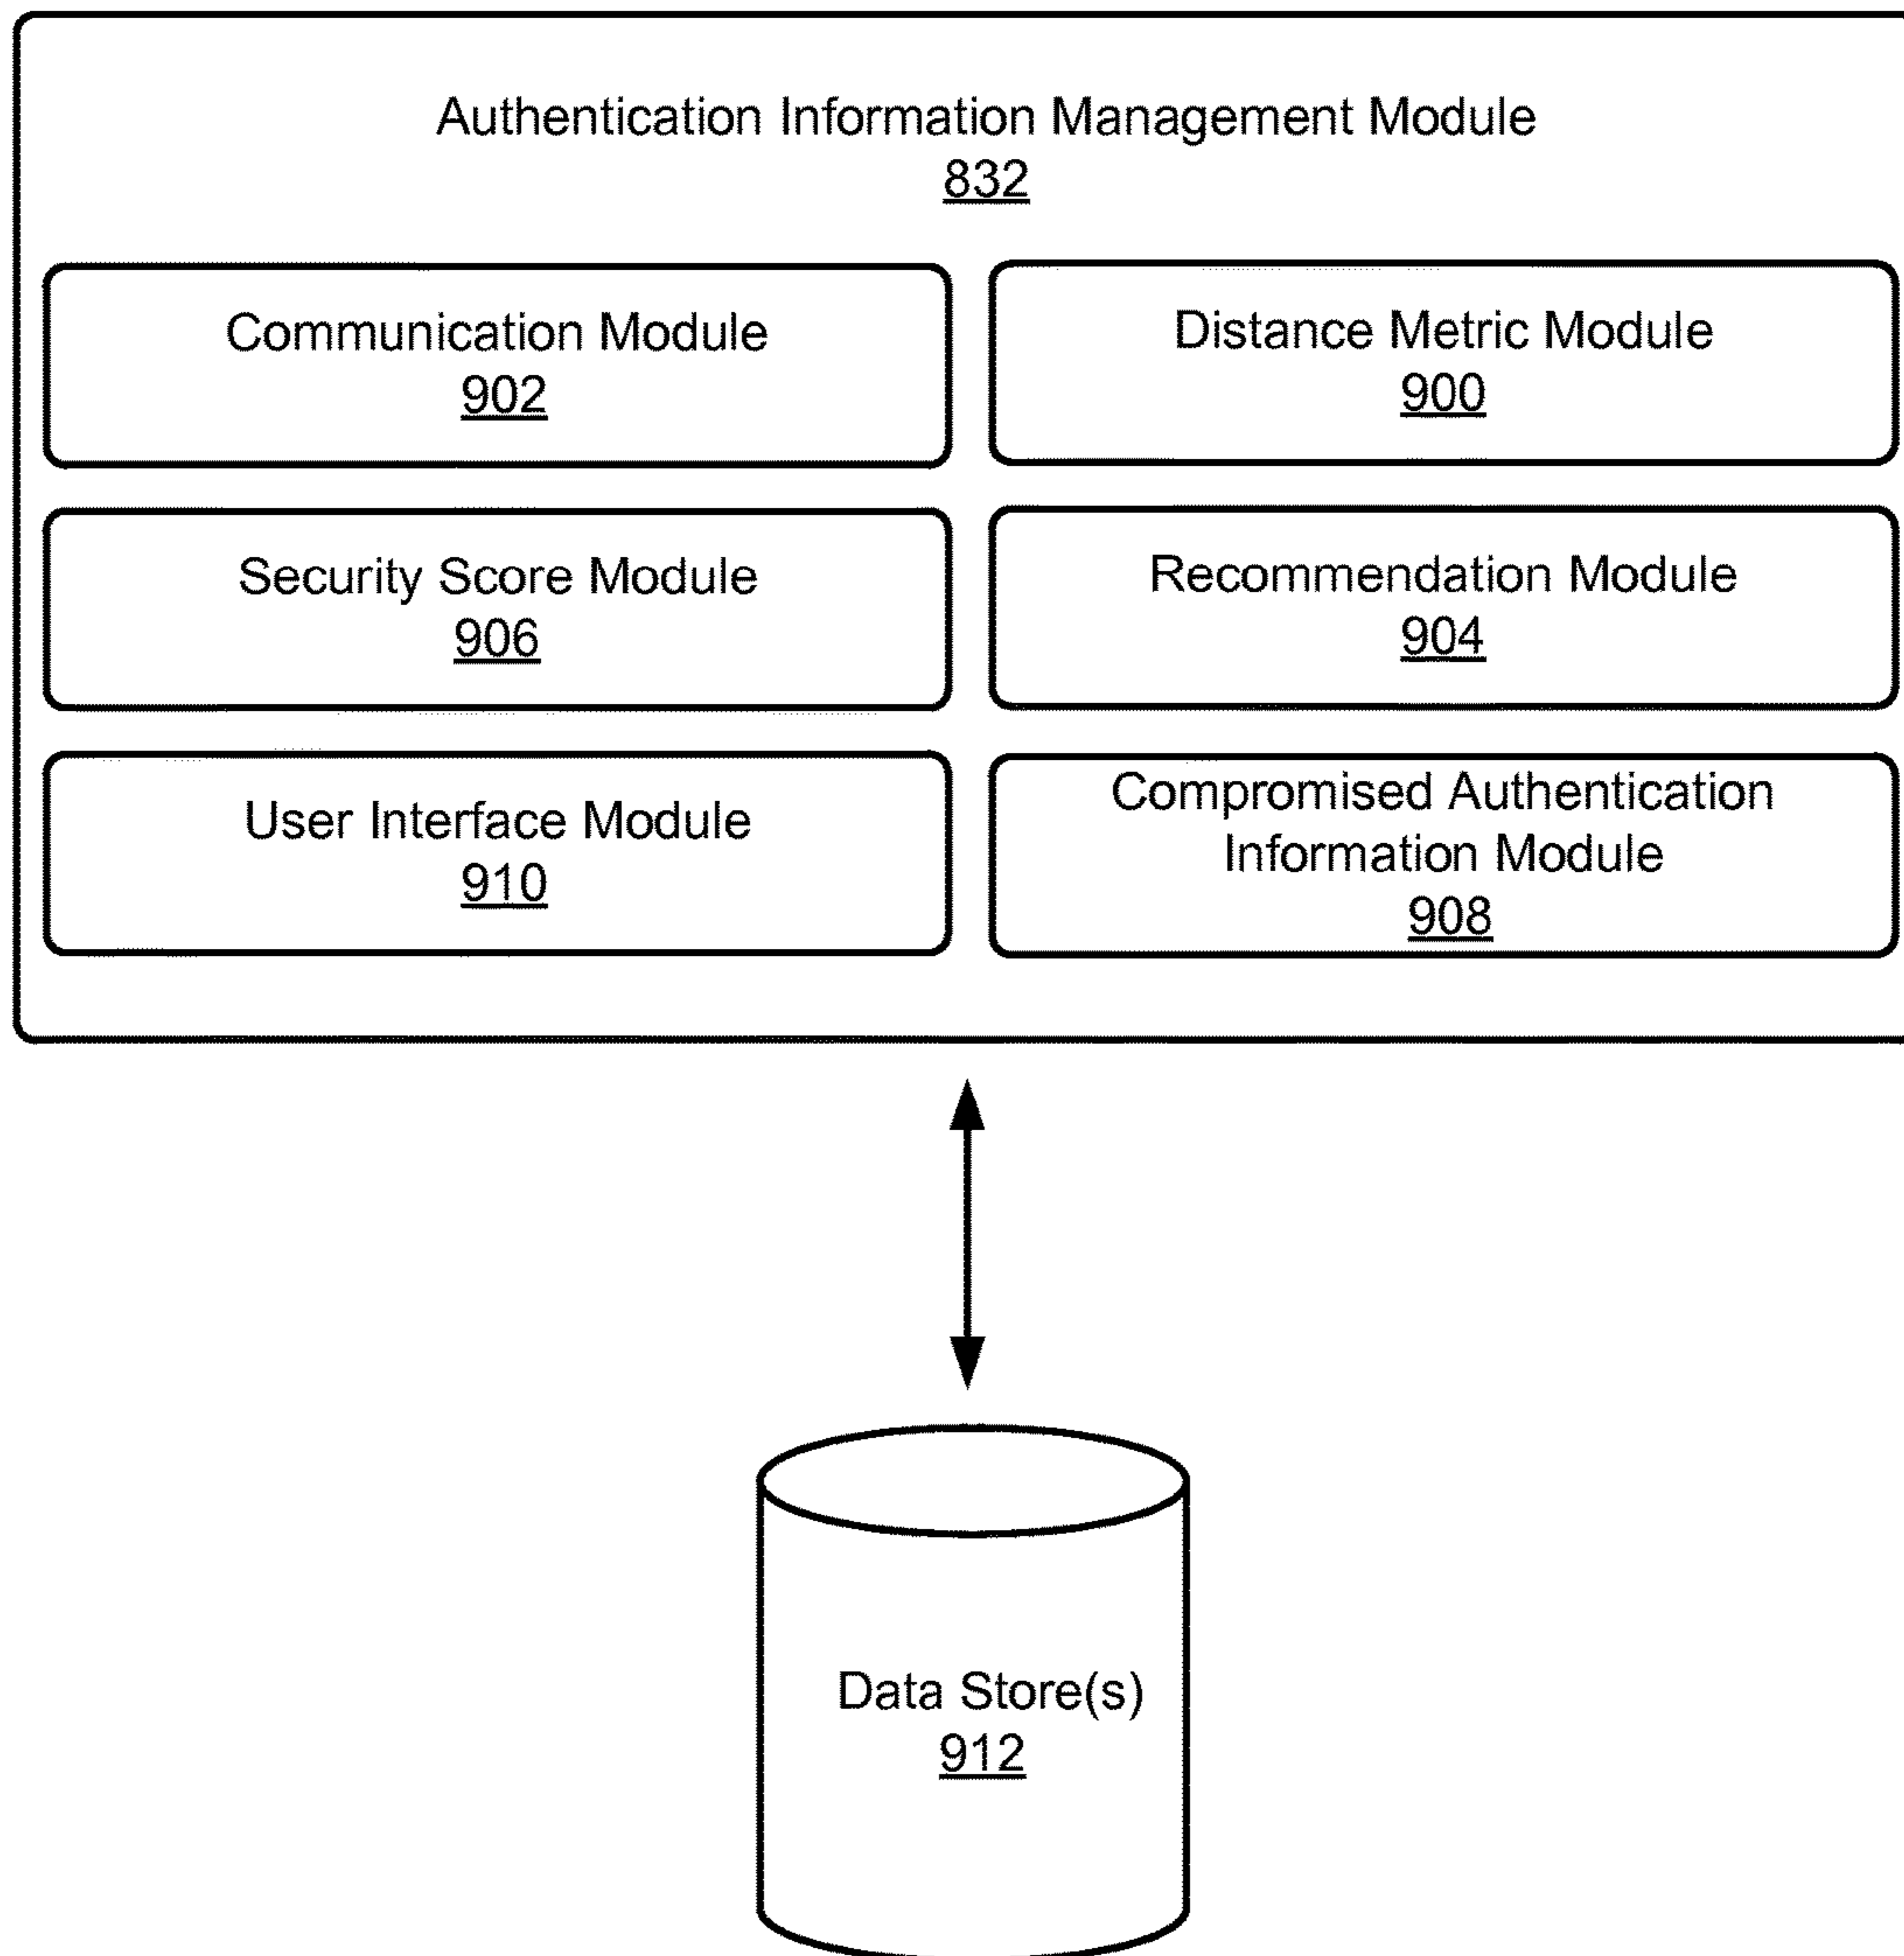 Authentication Information Management Module
832
Communication Module
902
Distance Metric Module
900
Security Score Module
906
Recommendation Module
904
User Interface Module
910
Compromised Authentication
Information Module
908
Data Store(s)
912